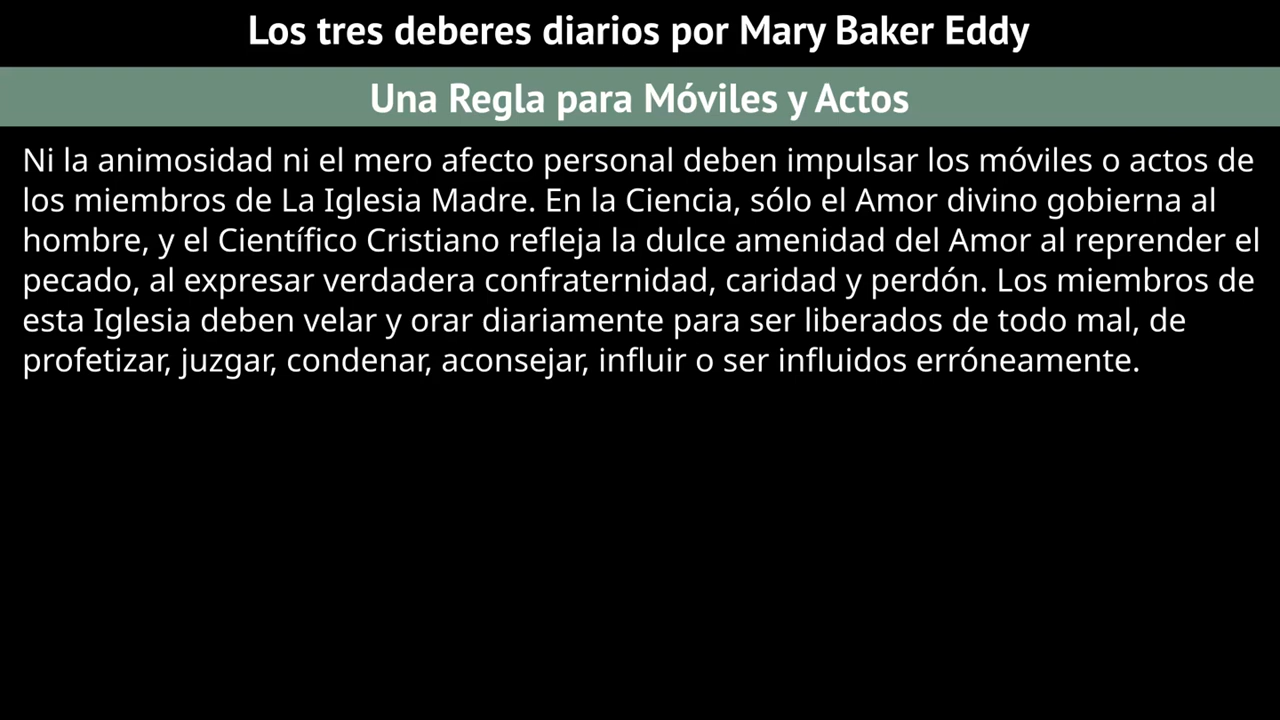 Los tres deberes diarios por Mary Baker Eddy
Una Regla para Móviles y Actos
Ni la animosidad ni el mero afecto personal deben impulsar los móviles o actos de
los miembros de La Iglesia Madre. En la Ciencia, sólo el Amor divino gobierna al
hombre, y el Científico Cristiano refleja la dulce amenidad del Amor al reprender el
pecado, al expresar verdadera confraternidad, caridad y perdón. Los miembros de
esta Iglesia deben velar y orar diariamente para ser liberados de todo mal, de
profetizar, juzgar, condenar, aconsejar, influir o ser influidos erróneamente.